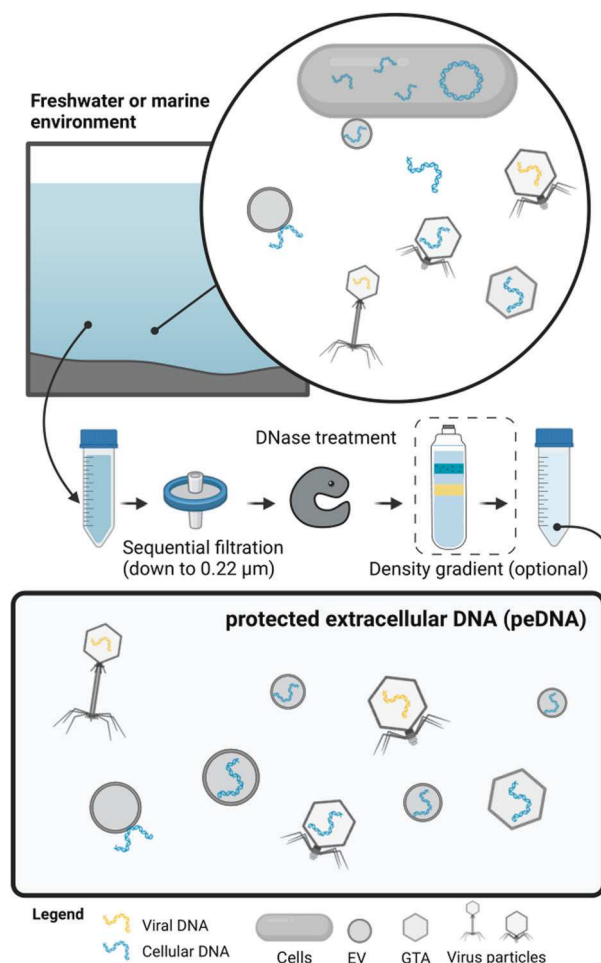 Freshwater or marine
environment
DNase treatment
Sequential filtration
(down to 0.22 μm)
Density gradient (optional)
protected extracellular DNA (peDNA)
Legend
Viral DNA
Cellular DNA
Cells
EV
GTA
Virus particles